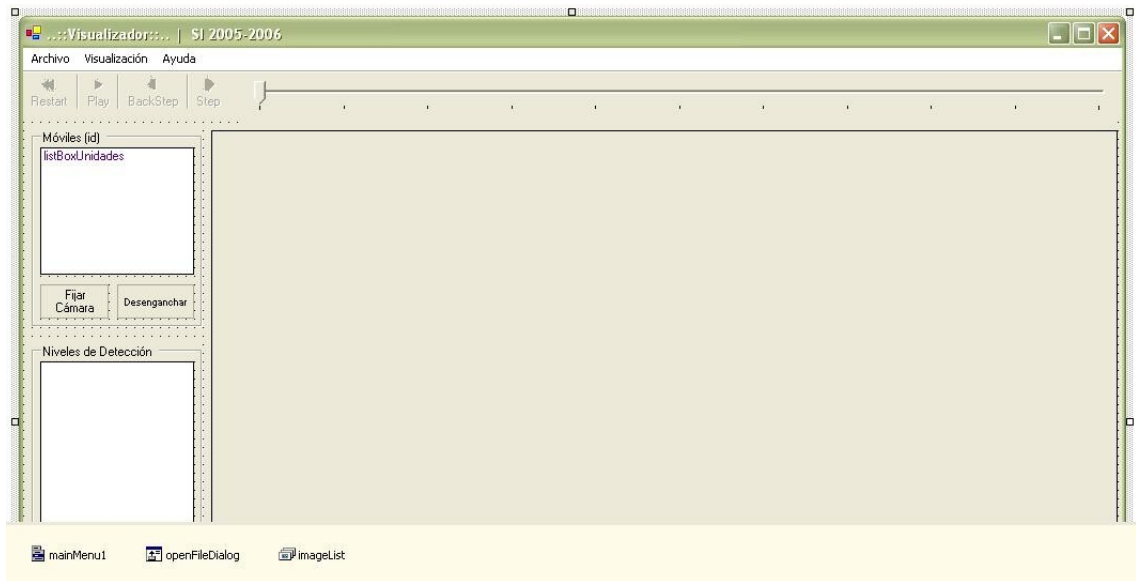 ..::Visualizador::.. | SI 2005-2006
Archivo Visualización Ayuda
Restart Play BackStep Step
Móviles (id)
listBoxUnidades
Fijar
Cámara
Desenganchar
Niveles de Detección
mainMenu1 openFileDialog imageList